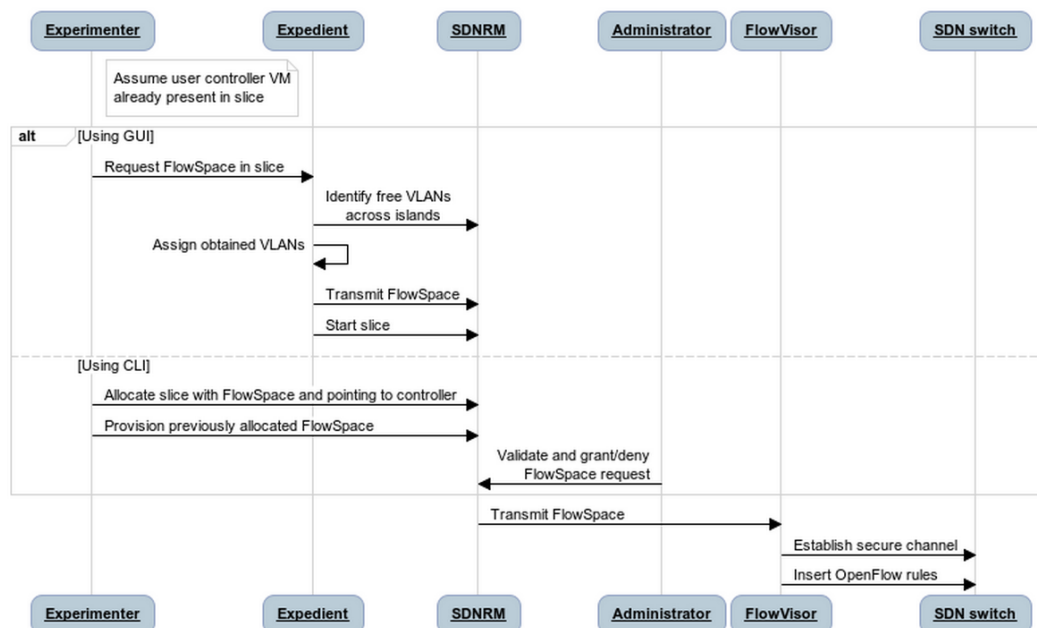 Experimenter
Expedient
SDNRM
Administrator
FlowVisor
SDN switch
Assume user controller VM
already present in slice
alt
[Using GUI]
Request FlowSpace in slice
Identify free VLANs
across islands
Assign obtained VLANs
Transmit FlowSpace
Start slice
[Using CLI]
Allocate slice with FlowSpace and pointing to controller
Provision previously allocated FlowSpace
Validate and grant/deny
FlowSpace request
Transmit FlowSpace
Establish secure channel
Insert OpenFlow rules
Experimenter
Expedient
SDNRM
Administrator
FlowVisor
SDN switch